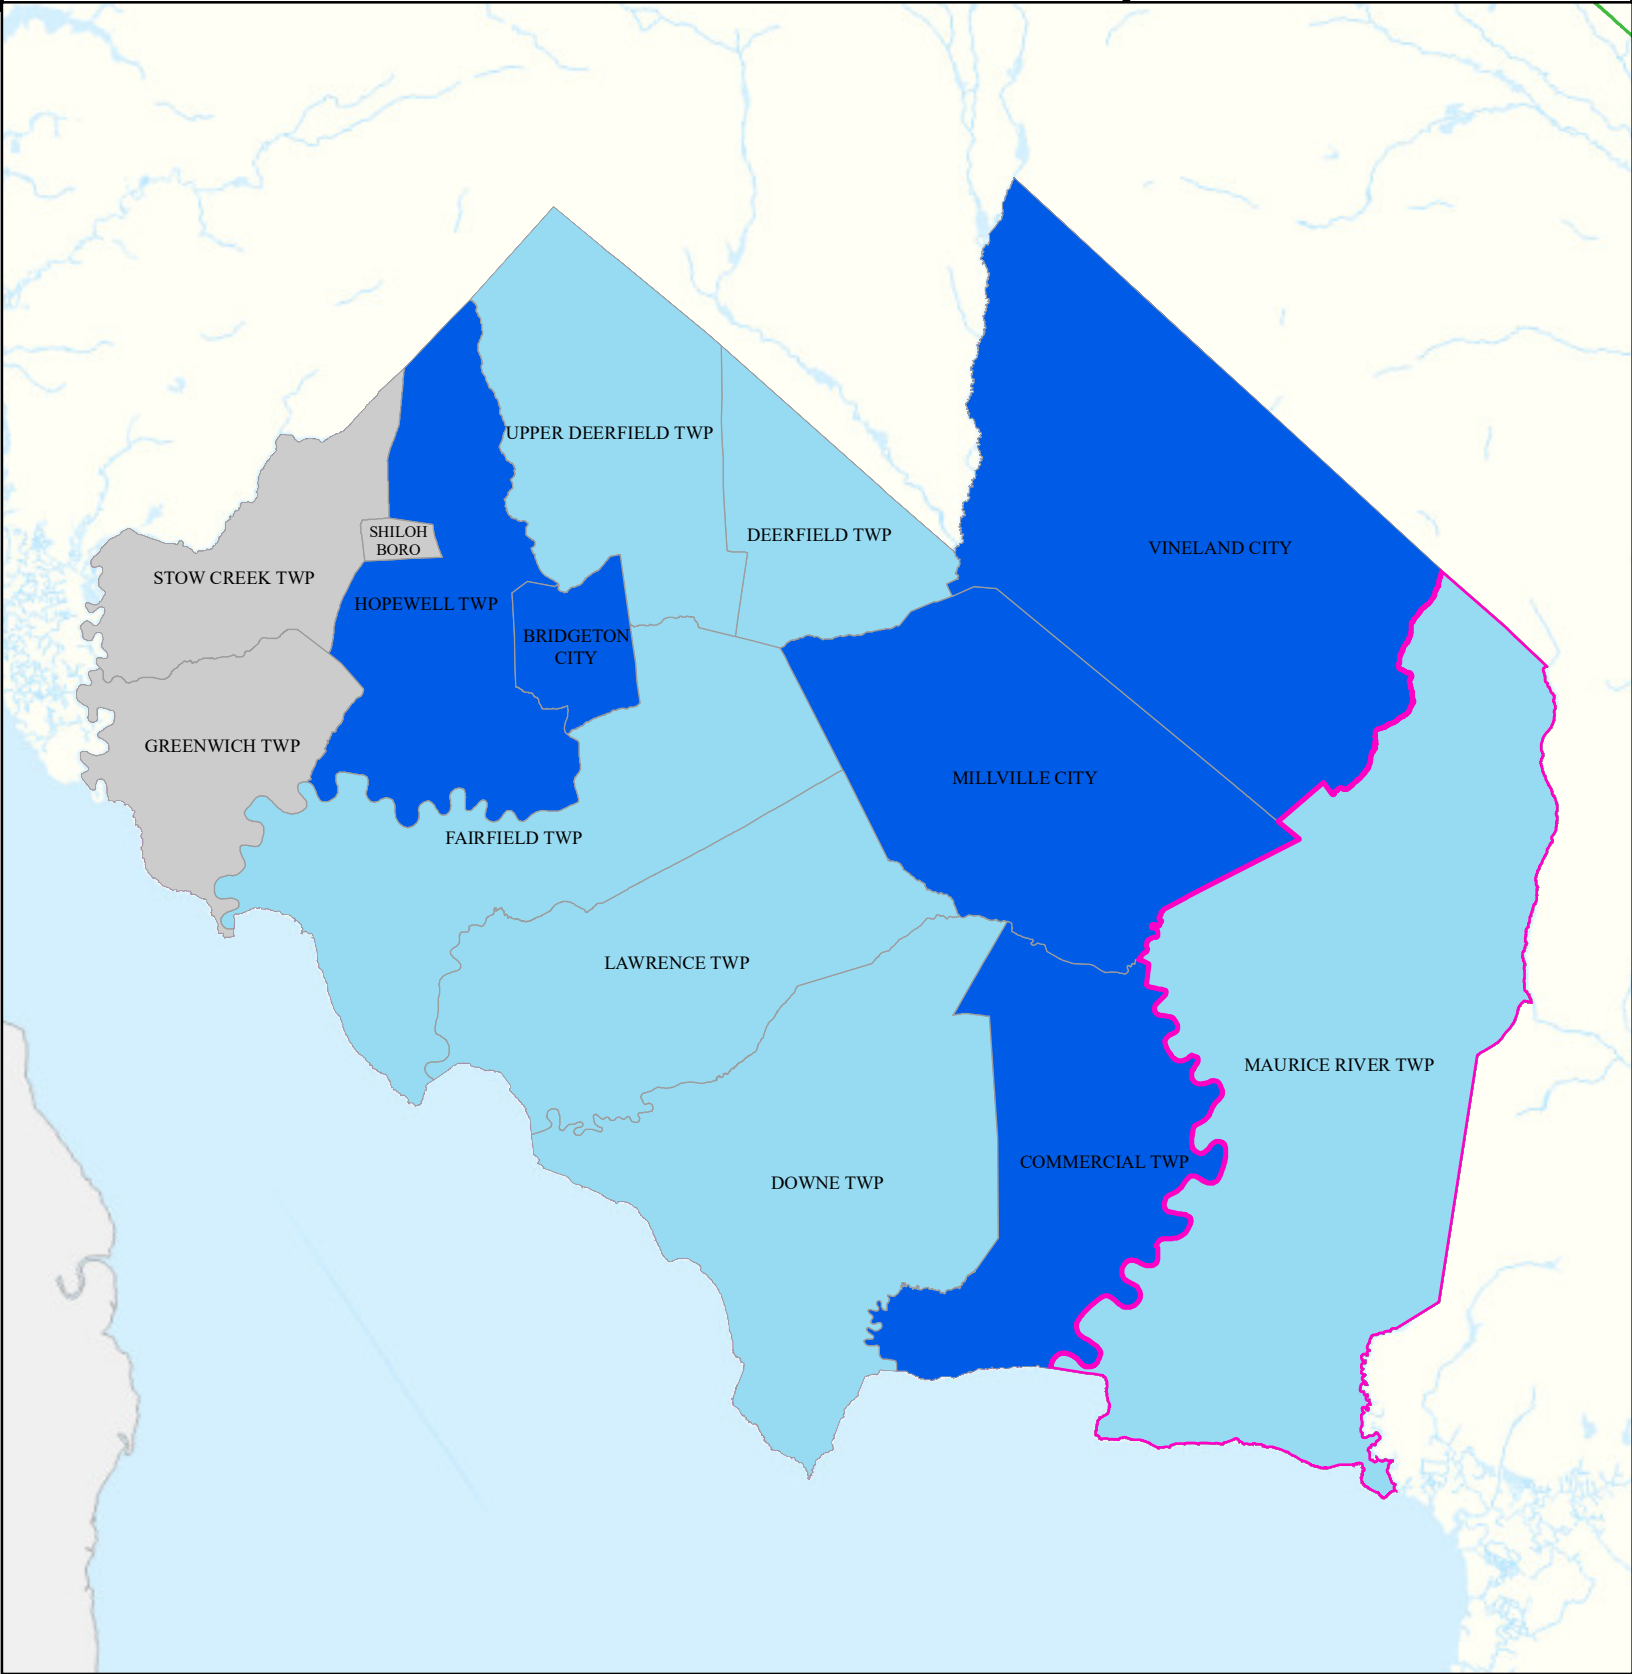 UPPER DEERFIELD TWP
DEERFIELD TWP
SHILOH
BORO
VINELAND CITY
STOW CREEK TWP
HOPEWELL TWP
BRIDGETON
CITY
GREENWICH TWP
MILLVILLE CITY
FAIRFIELD TWP
LAWRENCE TWP
MAURICE RIVER TWP
COMMERCIAL TWP
DOWNE TWP